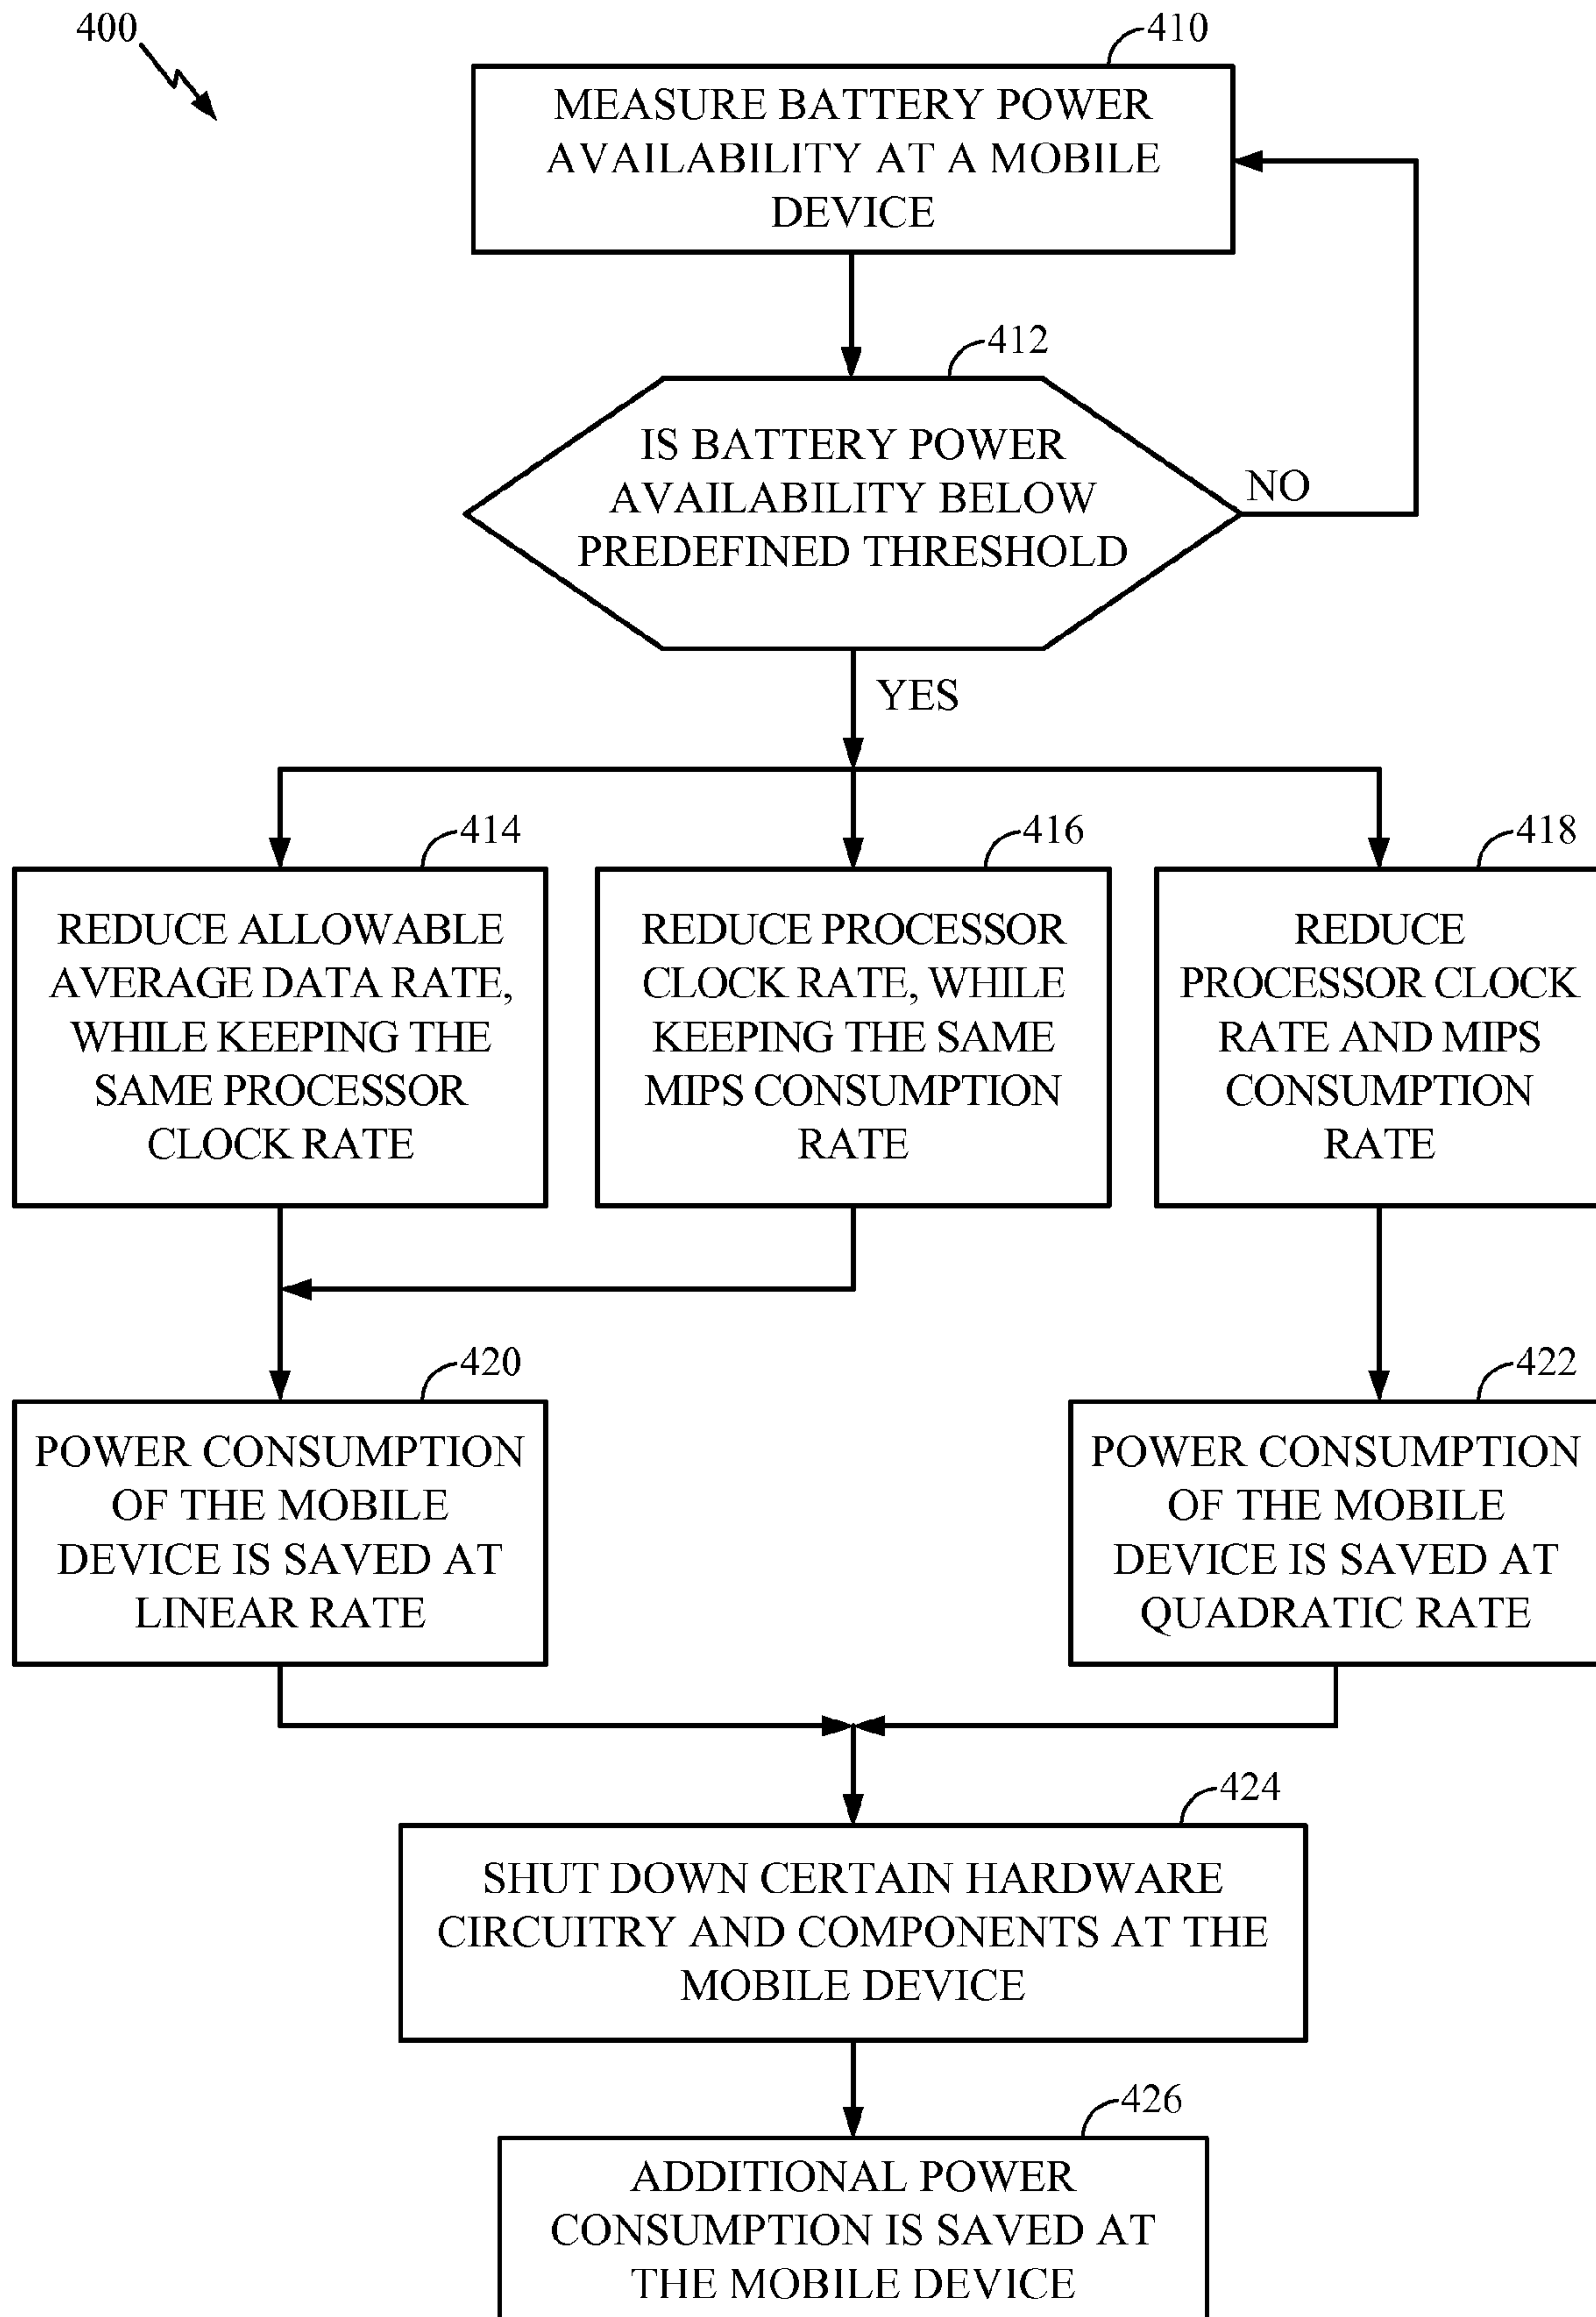 400
410
MEASURE BATTERY POWER
AVAILABILITY AT A MOBILE
DEVICE
412
IS BATTERY POWER
AVAILABILITY BELOW
PREDEFINED THRESHOLD
NO
YES
414
REDUCE ALLOWABLE
AVERAGE DATA RATE,
WHILE KEEPING THE
SAME PROCESSOR
CLOCK RATE
416
REDUCE PROCESSOR
CLOCK RATE, WHILE
KEEPING THE SAME
MIPS CONSUMPTION
RATE
418
REDUCE
PROCESSOR CLOCK
RATE AND MIPS
CONSUMPTION
RATE
420
POWER CONSUMPTION
OF THE MOBILE
DEVICE IS SAVED AT
LINEAR RATE
422
POWER CONSUMPTION
OF THE MOBILE
DEVICE IS SAVED AT
QUADRATIC RATE
424
SHUT DOWN CERTAIN HARDWARE
CIRCUITRY AND COMPONENTS AT THE
MOBILE DEVICE
426
ADDITIONAL POWER
CONSUMPTION IS SAVED AT
THE MOBILE DEVICE